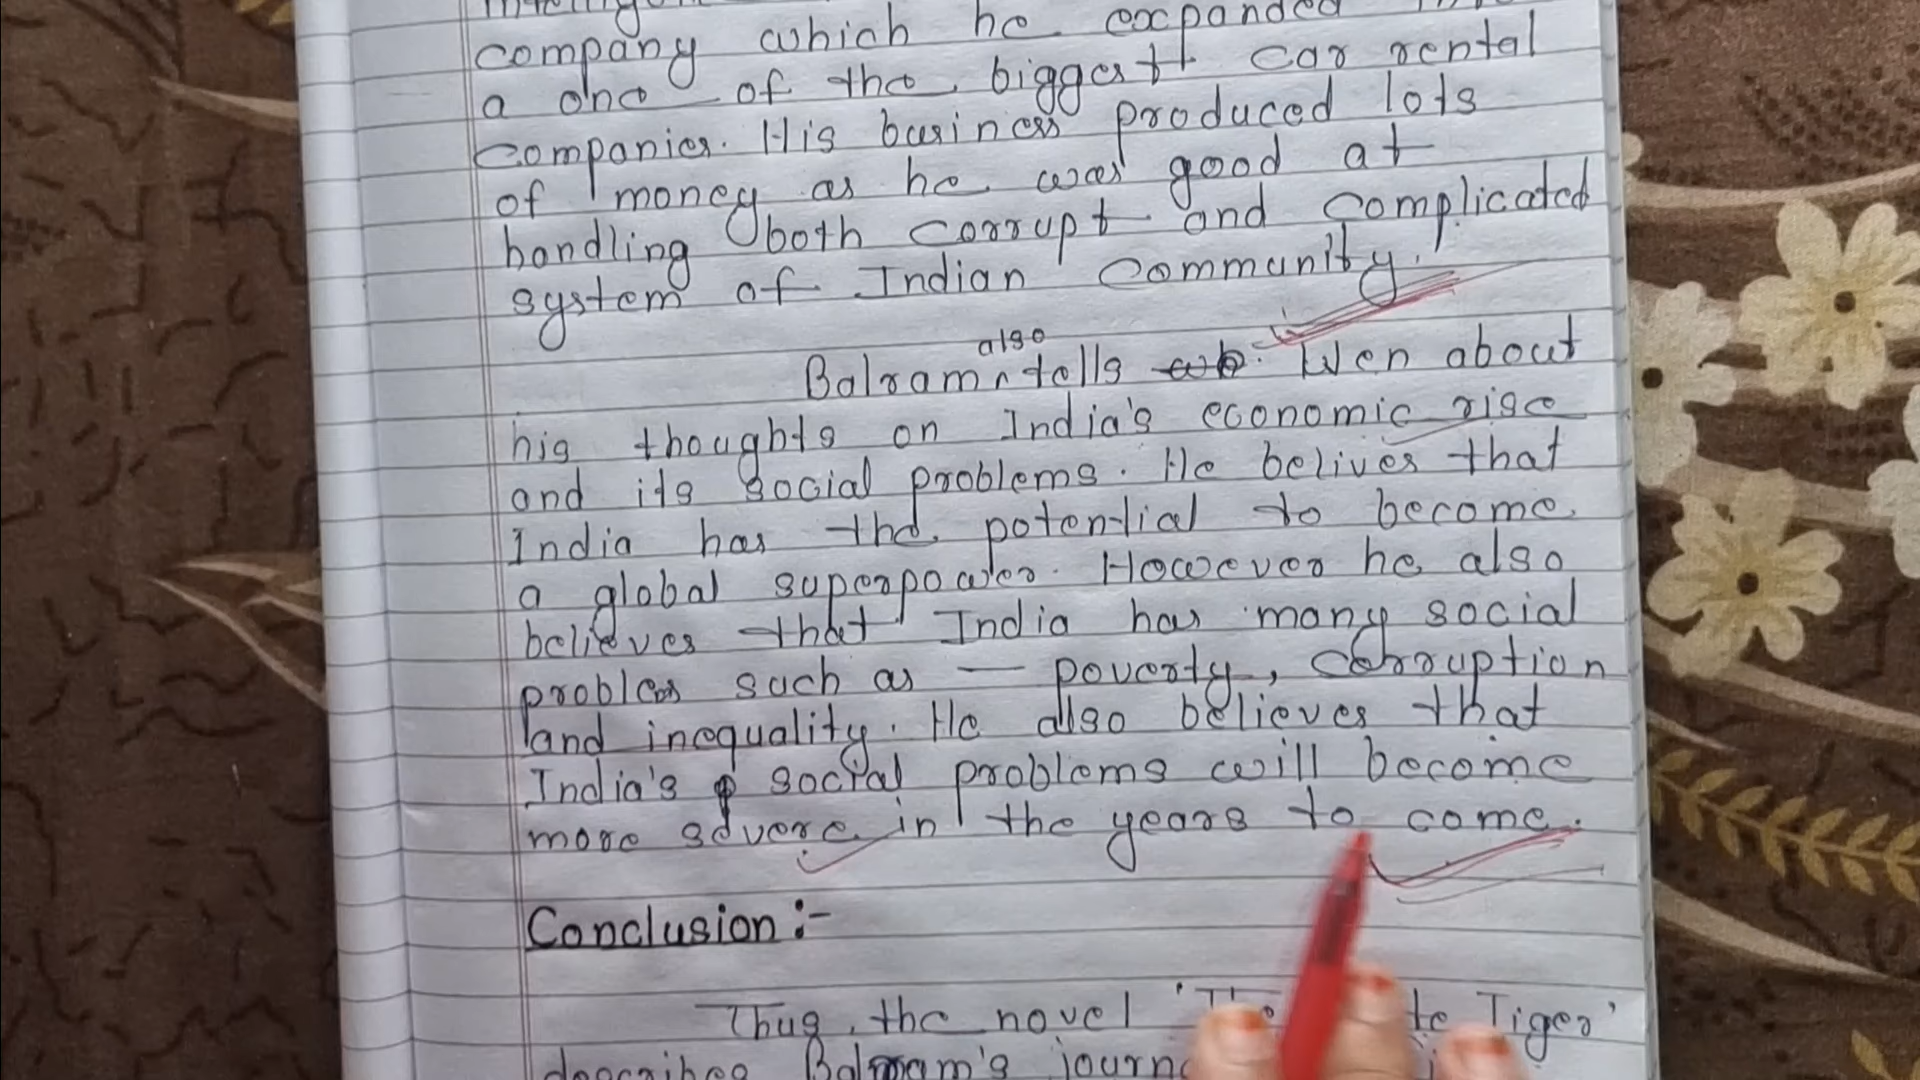 company which he expanded
a one of the biggest car rental
companies. His business produced lots
of money as he was good at
handling both corrupt and complicated
system of Indian Community.
also
Balram tells Wen about
his thoughts on India's economic rise
and its social problems. He belives that
India has the potential to become
a global superpower. However he also
believes that India has many social
problems such as — poverty, corruption
and inequality. He also believes that
India's social problems will become
more severe in the years to come.
Conclusion :-
Thus, the novel 'The Tiger'
describes Balram's